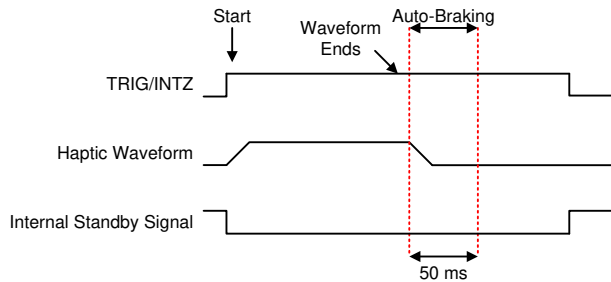 Start
Waveform
Ends
Auto-Braking
TRIG/INTZ
Haptic Waveform
Internal Standby Signal
50 ms